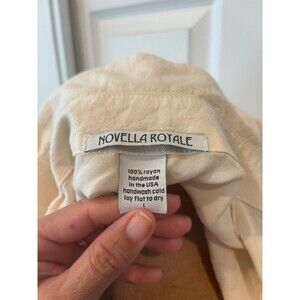 NOVELLA ROYALE
100% rayon
handmade
in the USA
handwash cold
lay flat to dry
L